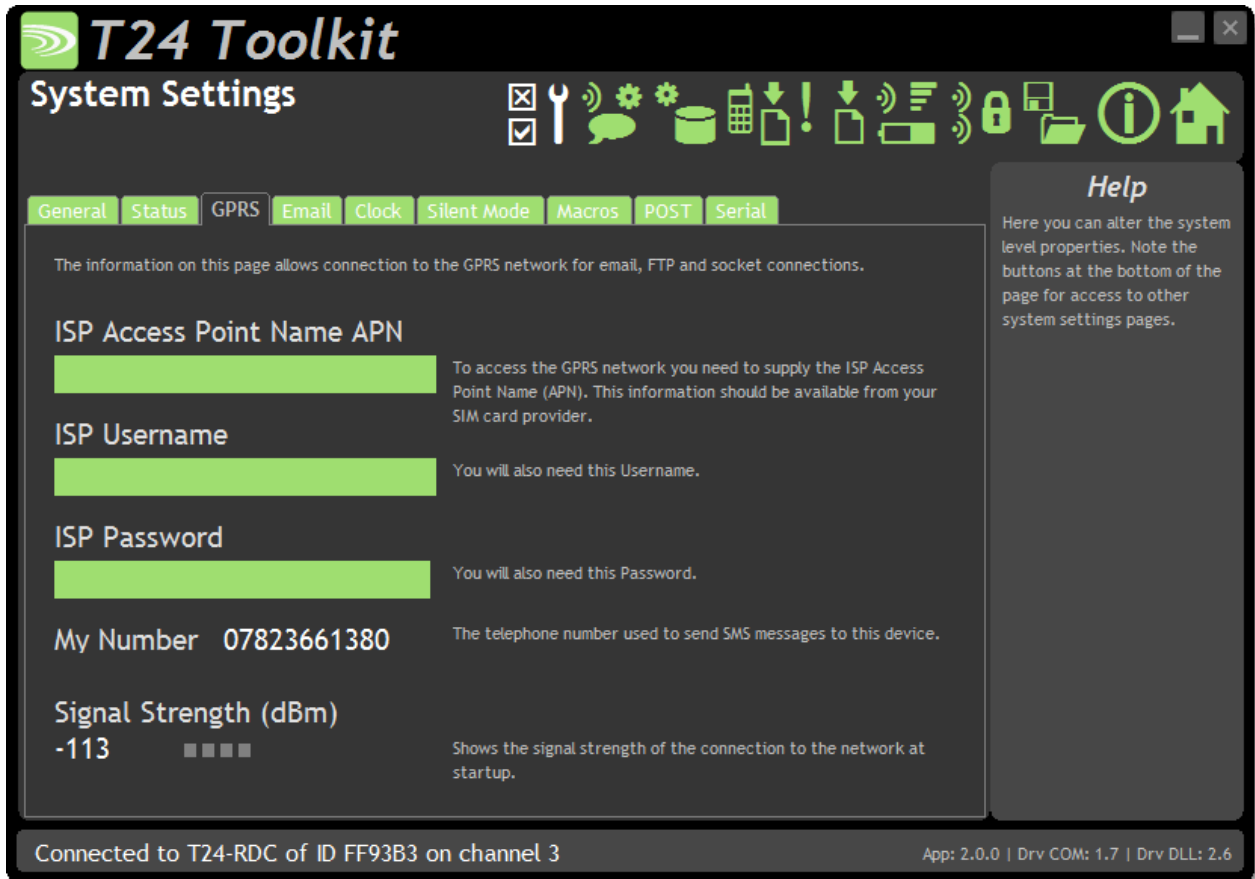 T24 Toolkit
System Settings
General Status GPRS Email Clock Silent Mode Macros POST Serial
The information on this page allows connection to the GPRS network for email, FTP and socket connections.
ISP Access Point Name APN
To access the GPRS network you need to supply the ISP Access
Point Name (APN). This information should be available from your
SIM card provider.
ISP Username
You will also need this Username.
ISP Password
You will also need this Password.
My Number 07823661380
The telephone number used to send SMS messages to this device.
Signal Strength (dBm)
-113
Shows the signal strength of the connection to the network at
startup.
Help
Here you can alter the system
level properties. Note the
buttons at the bottom of the
page for access to other
system settings pages.
Connected to T24-RDC of ID FF93B3 on channel 3
App: 2.0.0 | Drv COM: 1.7 | Drv DLL: 2.6